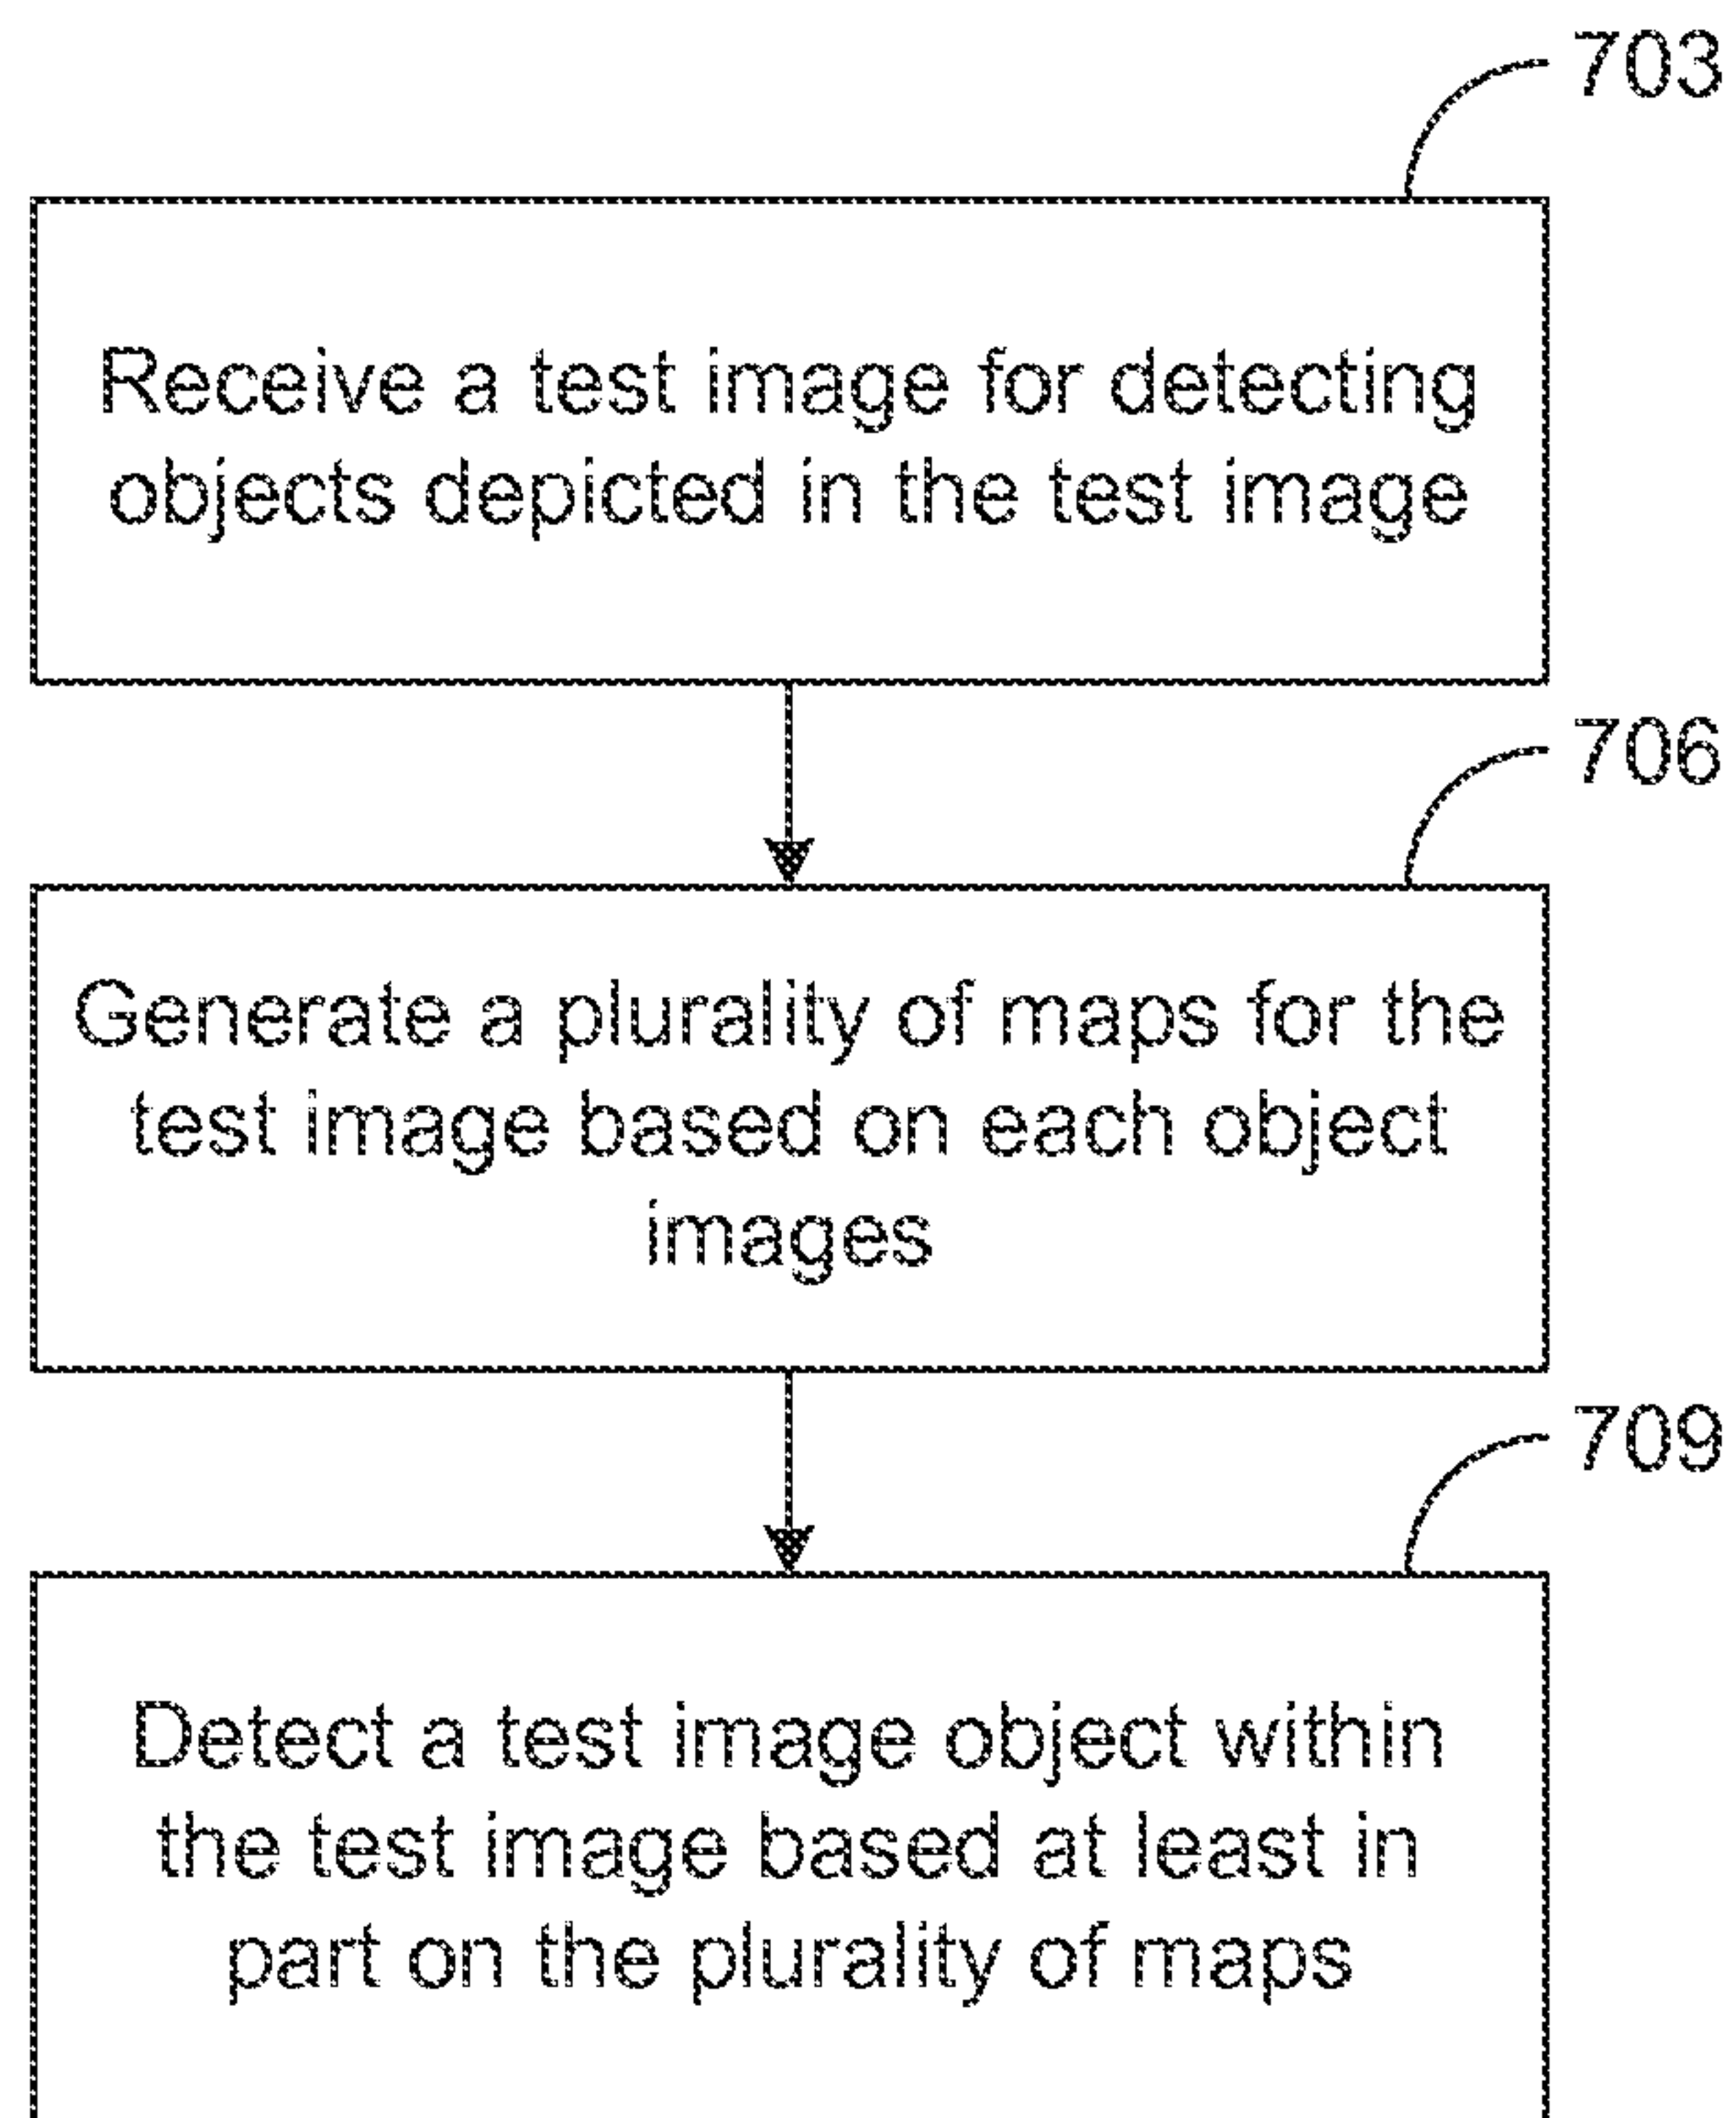 703
Receive a test image for detecting
objects depicted in the test image
706
Generate a plurality of maps for the
test image based on each object
images
709
Detect a test image object within
the test image based at least in
part on the plurality of maps